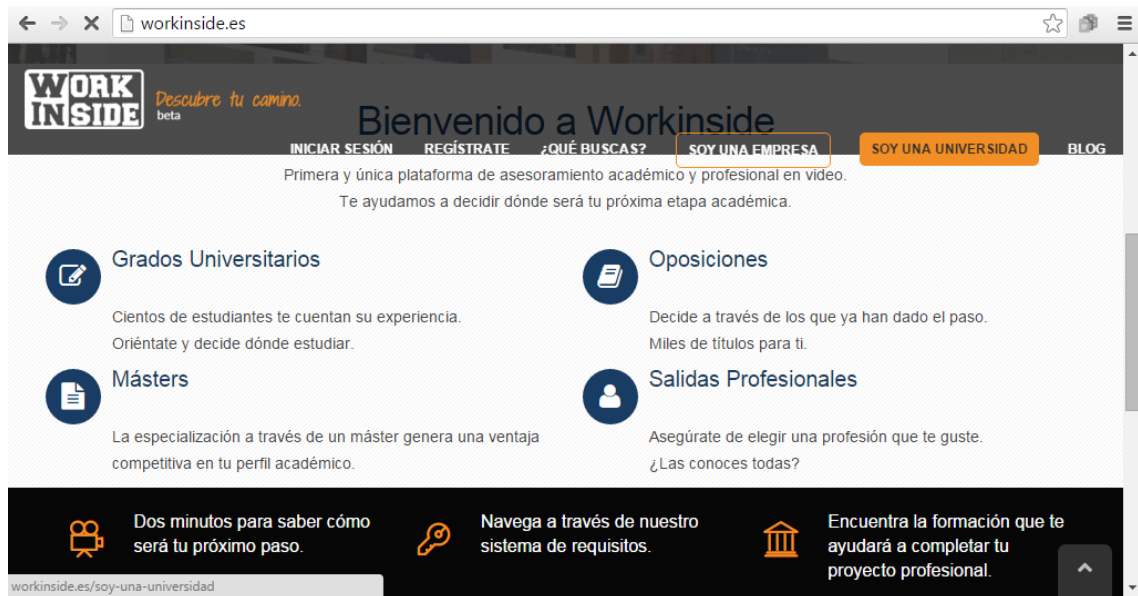 workinside.es
WORK
INSIDE
Descubre tu camino.
beta
Bienvenido a Workinside
INICIAR SESIÓN REGÍSTRATE ¿QUÉ BUSCAS? SOY UNA EMPRESA SOY UNA UNIVERSIDAD BLOG
Primera y única plataforma de asesoramiento académico y profesional en vídeo.
Te ayudamos a decidir dónde será tu próxima etapa académica.
Grados Universitarios
Cientos de estudiantes te cuentan su experiencia.
Oriéntate y decide dónde estudiar.
Oposiciones
Decide a través de los que ya han dado el paso.
Miles de títulos para ti.
Másters
La especialización a través de un máster genera una ventaja
competitiva en tu perfil académico.
Salidas Profesionales
Asegúrate de elegir una profesión que te guste.
¿Las conoces todas?
Dos minutos para saber cómo
será tu próximo paso.
Navega a través de nuestro
sistema de requisitos.
Encuentra la formación que te
ayudará a completar tu
proyecto profesional.
workinside.es/soy-una-universidad